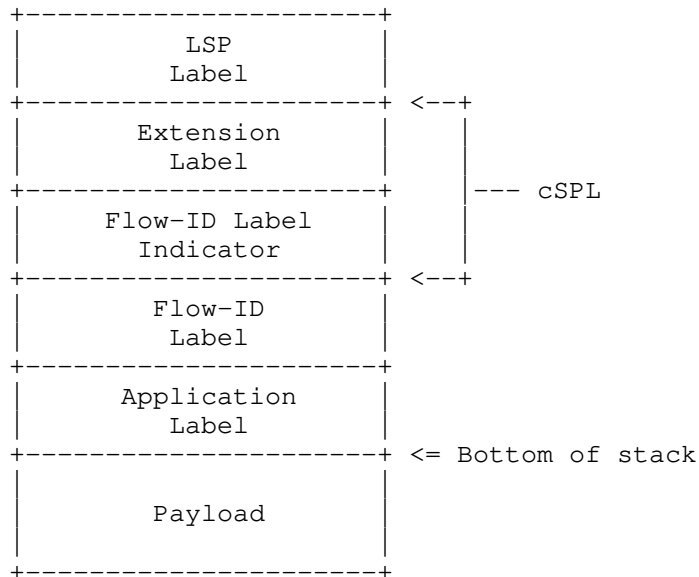 LSP
Label
<--+
Extension
Label
--- cSPL
Flow-ID Label
Indicator
<--+
Flow-ID
Label
Application
Label
<= Bottom of stack
Payload